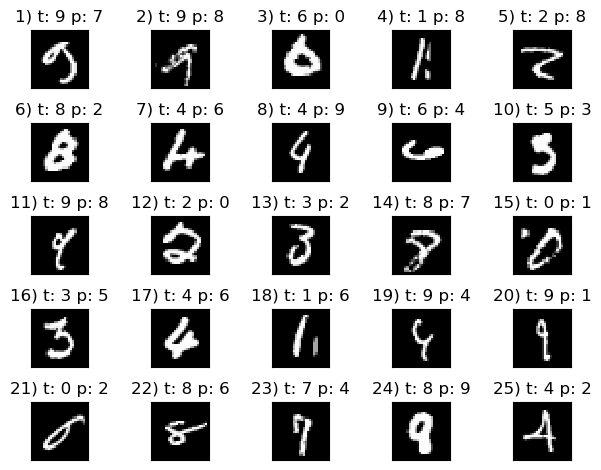 1) t: 9 p: 7 2) t: 9 p: 8 3) t: 6 p: 0 4) t: 1 p: 8 5) t: 2 p: 8
6) t: 8 p: 2 7) t: 4 p: 6 8) t: 4 p: 9 9) t: 6 p: 4 10) t: 5 p: 3
11) t: 9 p: 8 12) t: 2 p: 0 13) t: 3 p: 2 14) t: 8 p: 7 15) t: 0 p: 1
16) t: 3 p: 5 17) t: 4 p: 6 18) t: 1 p: 6 19) t: 9 p: 4 20) t: 9 p: 1
21) t: 0 p: 2 22) t: 8 p: 6 23) t: 7 p: 4 24) t: 8 p: 9 25) t: 4 p: 2